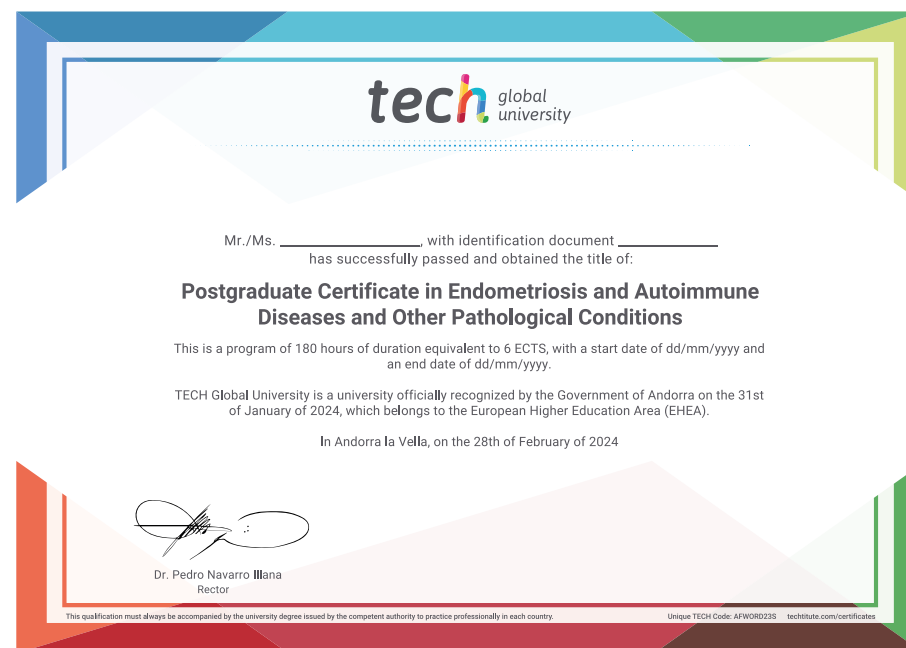 tech global
university
Mr./Ms. ____________________, with identification document ______________
has successfully passed and obtained the title of:
Postgraduate Certificate in Endometriosis and Autoimmune
Diseases and Other Pathological Conditions
This is a program of 180 hours of duration equivalent to 6 ECTS, with a start date of dd/mm/yyyy and
an end date of dd/mm/yyyy.
TECH Global University is a university officially recognized by the Government of Andorra on the 31st
of January of 2024, which belongs to the European Higher Education Area (EHEA).
In Andorra la Vella, on the 28th of February of 2024
Dr. Pedro Navarro Illana
Rector
This qualification must always be accompanied by the university degree issued by the competent authority to practice professionally in each country.
Unique TECH Code: AFWORD23S techtitute.com/certificates